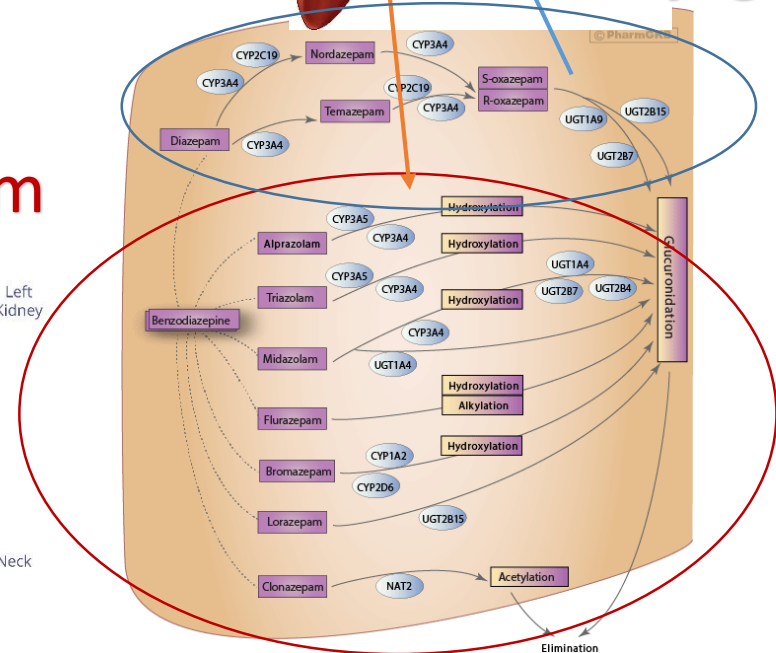 © PharmGKB
CYP2C19
Nordazepam
CYP3A4
CYP3A4
CYP2C19
S-oxazepam
R-oxazepam
Temazepam
CYP3A4
UGT1A9
UGT2B15
Diazepam
CYP3A4
UGT2B7
m
Hydroxylation
CYP3A5
Alprazolam
CYP3A4
Hydroxylation
Glucuronidation
Left
Kidney
CYP3A5
Triazolam
CYP3A4
Hydroxylation
UGT1A4
UGT2B7
UGT2B4
Benzodiazepine
CYP3A4
Midazolam
UGT1A4
Hydroxylation
Alkylation
Flurazepam
Hydroxylation
CYP1A2
Bromazepam
CYP2D6
Lorazepam
UGT2B15
Neck
Clonazepam
NAT2
Acetylation
Elimination